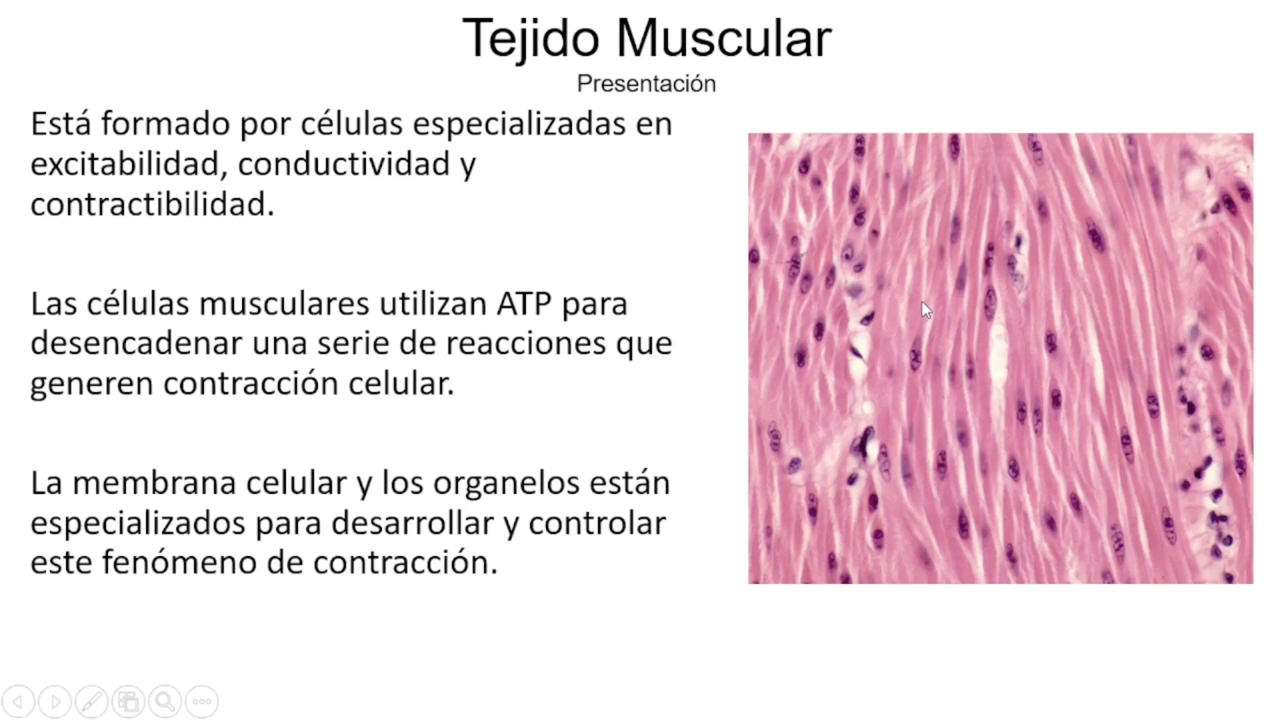 Tejido Muscular
Presentación
Está formado por células especializadas en
excitabilidad, conductividad y
contractibilidad.
Las células musculares utilizan ATP para
desencadenar una serie de reacciones que
generen contracción celular.
La membrana celular y los organelos están
especializados para desarrollar y controlar
este fenómeno de contracción.